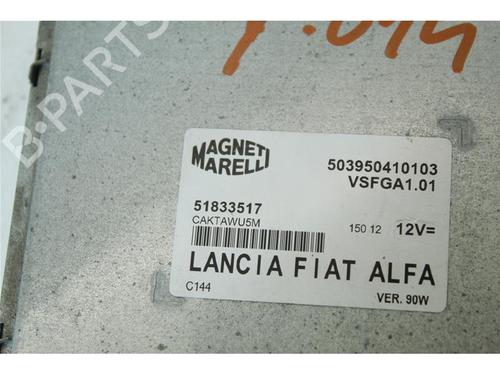 B-PARTS
MAGNETI
MARELLI
503950410103
VSFGA1.01
51833517
CAKTAWU5M
150 12 12V=
LANCIA FIAT ALFA
C144
VER. 90W